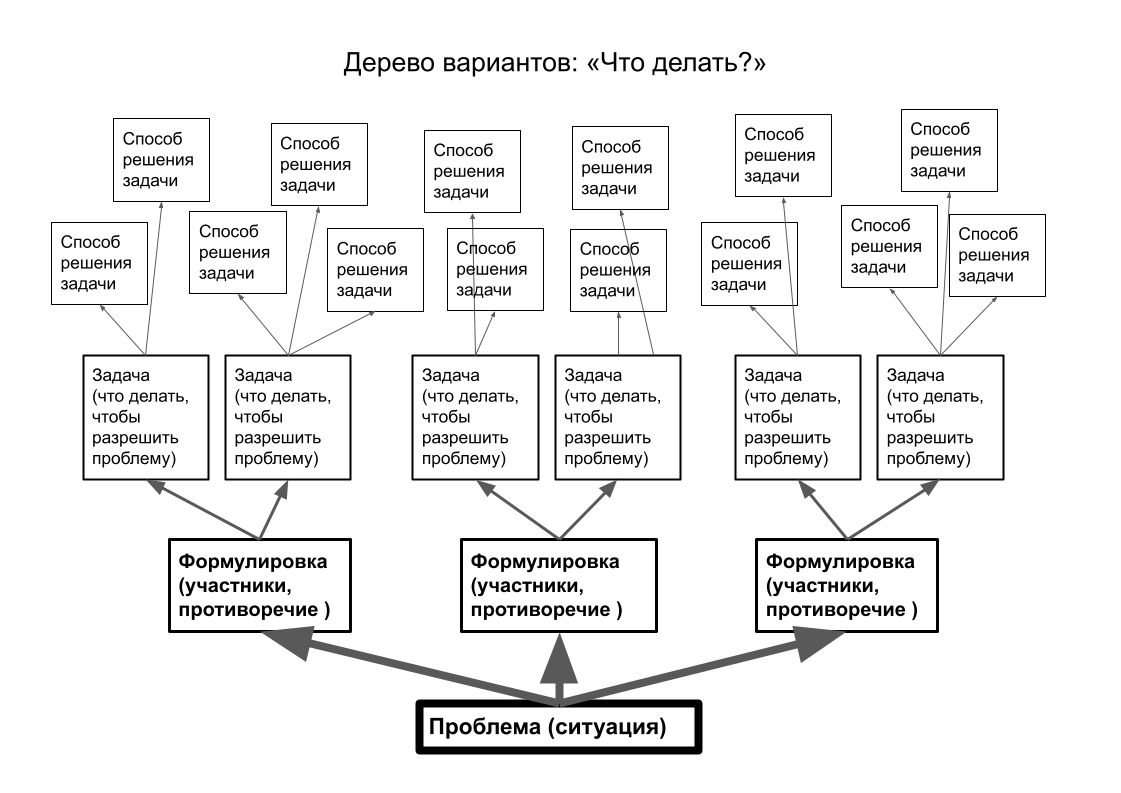 Дерево вариантов: «Что делать?»
Способ
решения
задачи
Способ
решения
задачи
Способ
решения
задачи
Способ
решения
задачи
Способ
решения
задачи
Способ
решения
задачи
Способ
решения
задачи
Способ
решения
задачи
Способ
решения
задачи
Способ
решения
задачи
Способ
решения
задачи
Способ
решения
задачи
Способ
решения
задачи
Способ
решения
задачи
Задача
(что делать,
чтобы
разрешить
проблему)
Задача
(что делать,
чтобы
разрешить
проблему)
Задача
(что делать,
чтобы
разрешить
проблему)
Задача
(что делать,
чтобы
разрешить
проблему)
Задача
(что делать,
чтобы
разрешить
проблему)
Задача
(что делать,
чтобы
разрешить
проблему)
Формулировка
(участники,
противоречие )
Формулировка
(участники,
противоречие )
Формулировка
(участники,
противоречие )
Проблема (ситуация)